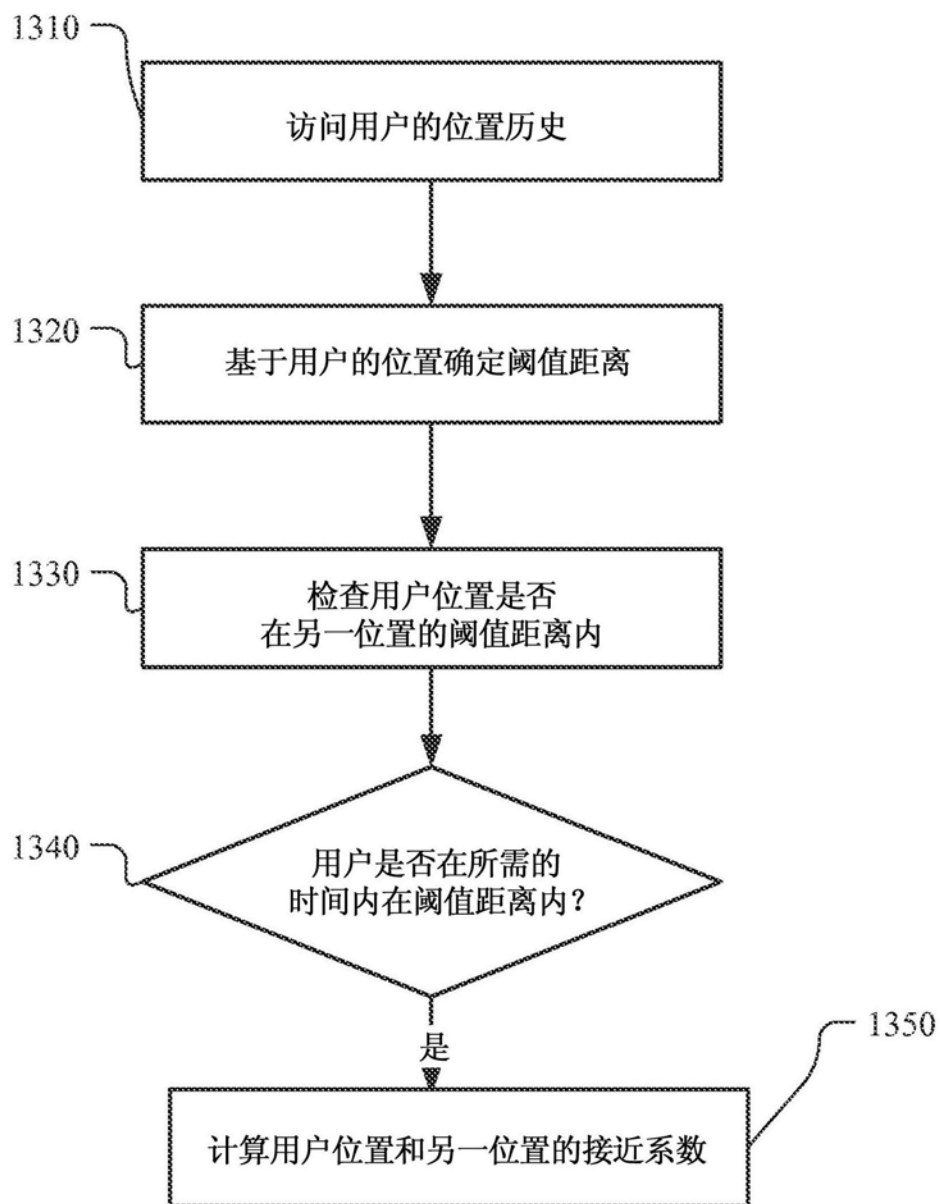 1310
访问用户的位置历史
1320
基于用户的位置确定阈值距离
1330
检查用户位置是否
在另一位置的阈值距离内
1340
用户是否在所需的
时间内在阈值距离内?
是
1350
计算用户位置和另一位置的接近系数